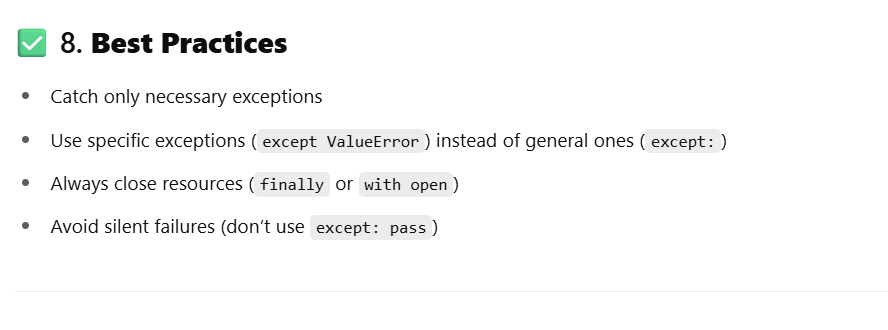 ✅ 8. Best Practices
• Catch only necessary exceptions
• Use specific exceptions (except ValueError) instead of general ones (except:)
• Always close resources (finally or with open)
• Avoid silent failures (don’t use except: pass)